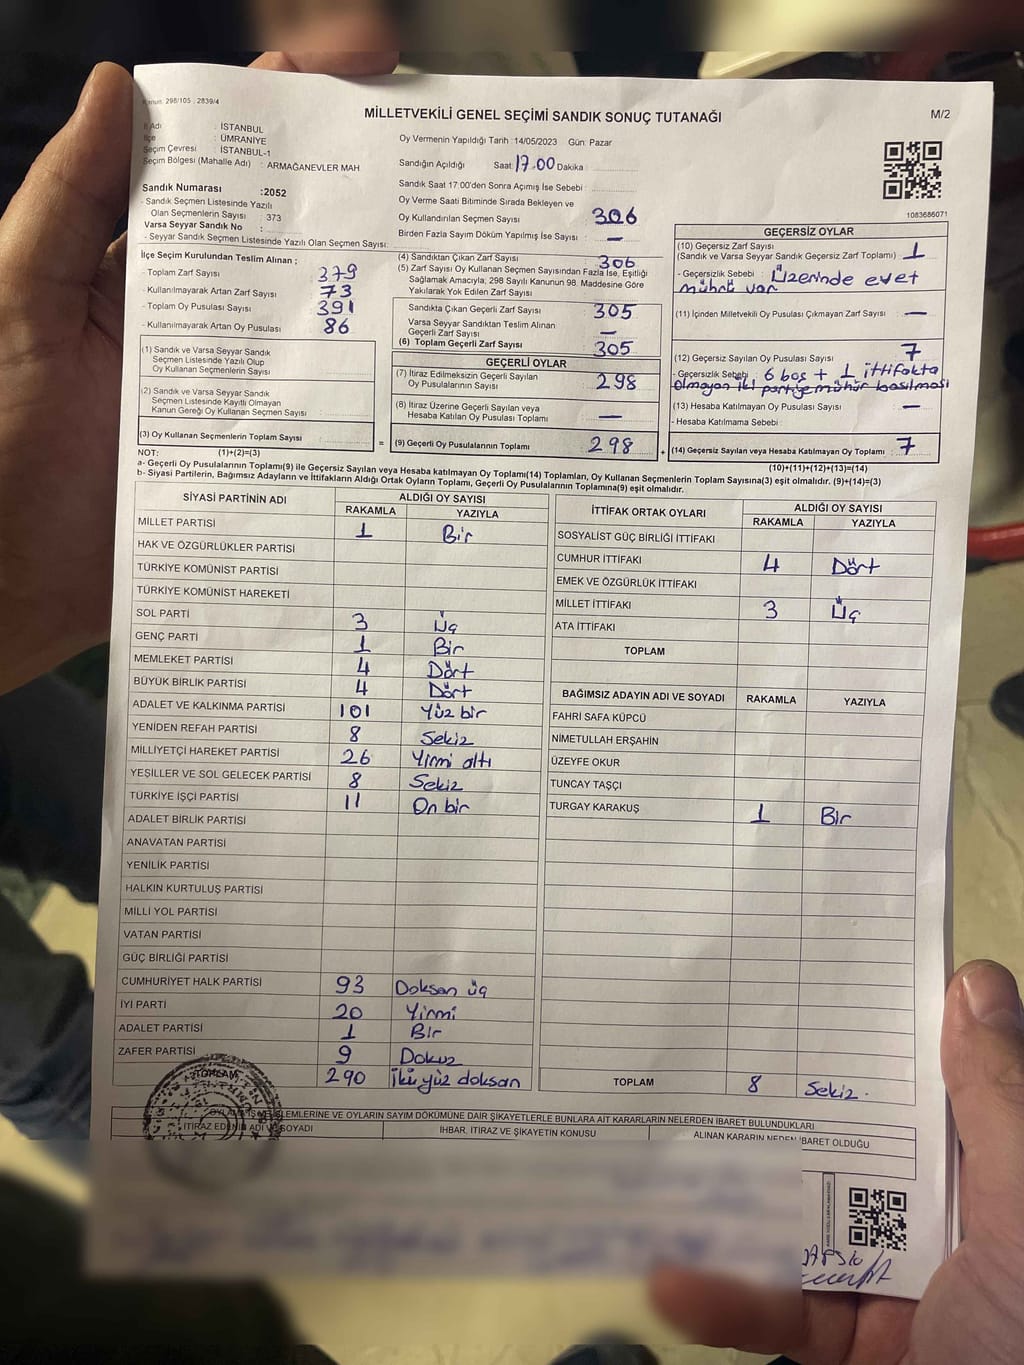 Kanun: 298/105 , 2839/4
MİLLETVEKİLİ GENEL SEÇİMİ SANDIK SONUÇ TUTANAĞI
M/2
İl Adı : İSTANBUL
İlçe : ÜMRANİYE
Seçim Çevresi : İSTANBUL-1
Seçim Bölgesi (Mahalle Adı) : ARMAĞANEVLER MAH
Sandık Numarası :2052
- Sandık Seçmen Listesinde Yazılı
Olan Seçmenlerin Sayısı : 373
Varsa Seyyar Sandık No :
- Seyyar Sandık Seçmen Listesinde Yazılı Olan Seçmen Sayısı:
Oy Vermenin Yapıldığı Tarih :14/05/2023 Gün: Pazar
Sandığın Açıldığı Saat: 17.00 Dakika :
Sandık Saat 17:00'den Sonra Açımış İse Sebebi :
Oy Verme Saati Bitiminde Sırada Bekleyen ve
Oy Kullandırılan Seçmen Sayısı : 306
Birden Fazla Sayım Döküm Yapılmış İse Sayısı : —
1083686071
İlçe Seçim Kurulundan Teslim Alınan ;
- Toplam Zarf Sayısı : 379
- Kullanılmayarak Artan Zarf Sayısı : 73
- Toplam Oy Pusulası Sayısı : 391
- Kullanılmayarak Artan Oy Pusulası : 86
(1) Sandık ve Varsa Seyyar Sandık
Seçmen Listesinde Yazılı Olup
Oy Kullanan Seçmenlerin Sayısı :
(2) Sandık ve Varsa Seyyar Sandık
Seçmen Listesinde Kayıtlı Olmayan
Kanun Gereği Oy Kullanan Seçmen Sayısı :
(3) Oy Kullanan Seçmenlerin Toplam Sayısı :
(4) Sandıktan Çıkan Zarf Sayısı : 306
(5) Zarf Sayısı Oy Kullanan Seçmen Sayısından Fazla İse, Eşitliği
Sağlamak Amacıyla; 298 Sayılı Kanunun 98. Maddesine Göre
Yakılarak Yok Edilen Zarf Sayısı :
Sandıkta Çıkan Geçerli Zarf Sayısı : 305
Varsa Seyyar Sandıktan Teslim Alınan
Geçerli Zarf Sayısı —
(6) Toplam Geçerli Zarf Sayısı : 305
GEÇERLİ OYLAR
(7) İtiraz Edilmeksizin Geçerli Sayılan
Oy Pusulalarının Sayısı : 298
(8) İtiraz Üzerine Geçerli Sayılan veya
Hesaba Katılan Oy Pusulası Toplamı : —
= (9) Geçerli Oy Pusulalarının Toplamı : 298
GEÇERSİZ OYLAR
(10) Geçersiz Zarf Sayısı
(Sandık ve Varsa Seyyar Sandık Geçersiz Zarf Toplamı) : 1
- Geçersizlik Sebebi : Üzerinde evet
mührü var
(11) İçinden Milletvekili Oy Pusulası Çıkmayan Zarf Sayısı : —
(12) Geçersiz Sayılan Oy Pusulası Sayısı : 7
- Geçersizlik Sebebi : 6 boş + 1 ittifakta
olmayan iki partiye mühür basılması
(13) Hesaba Katılmayan Oy Pusulası Sayısı : —
- Hesaba Katılmama Sebebi :
+ (14) Geçersiz Sayılan veya Hesaba Katılmayan Oy Toplamı : 7
NOT: (1)+(2)=(3) (10)+(11)+(12)+(13)=(14)
a- Geçerli Oy Pusulalarının Toplamı(9) ile Geçersiz Sayılan veya Hesaba katılmayan Oy Toplamı(14) Toplamları, Oy Kullanan Seçmenlerin Toplam Sayısına(3) eşit olmalıdır. (9)+(14)=(3)
b- Siyasi Partilerin, Bağımsız Adayların ve İttifakların Aldığı Ortak Oyların Toplamı, Geçerli Oy Pusulalarının Toplamına(9) eşit olmalıdır.
SİYASİ PARTİNİN ADI ALDIĞI OY SAYISI
RAKAMLA YAZIYLA
MİLLET PARTİSİ 1 Bir
HAK VE ÖZGÜRLÜKLER PARTİSİ
TÜRKİYE KOMÜNİST PARTİSİ
TÜRKİYE KOMÜNİST HAREKETİ
SOL PARTİ 3 Üç
GENÇ PARTİ 1 Bir
MEMLEKET PARTİSİ 4 Dört
BÜYÜK BİRLİK PARTİSİ 4 Dört
ADALET VE KALKINMA PARTİSİ 101 Yüz bir
YENİDEN REFAH PARTİSİ 8 Sekiz
MİLLİYETÇİ HAREKET PARTİSİ 26 Yirmi altı
YEŞİLLER VE SOL GELECEK PARTİSİ 8 Sekiz
TÜRKİYE İŞÇİ PARTİSİ 11 On bir
ADALET BİRLİK PARTİSİ
ANAVATAN PARTİSİ
YENİLİK PARTİSİ
HALKIN KURTULUŞ PARTİSİ
MİLLİ YOL PARTİSİ
VATAN PARTİSİ
GÜÇ BİRLİĞİ PARTİSİ
CUMHURİYET HALK PARTİSİ 93 Doksan üç
İYİ PARTİ 20 Yirmi
ADALET PARTİSİ 1 Bir
ZAFER PARTİSİ 9 Dokuz
TOPLAM 290 İki yüz doksan
İTTİFAK ORTAK OYLARI ALDIĞI OY SAYISI
RAKAMLA YAZIYLA
SOSYALİST GÜÇ BİRLİĞİ İTTİFAKI
CUMHUR İTTİFAKI 4 Dört
EMEK VE ÖZGÜRLÜK İTTİFAKI
MİLLET İTTİFAKI 3 Üç
ATA İTTİFAKI
TOPLAM
BAĞIMSIZ ADAYIN ADI VE SOYADI RAKAMLA YAZIYLA
FAHRİ SAFA KÜPCÜ
NİMETULLAH ERŞAHİN
ÜZEYFE OKUR
TUNCAY TAŞÇI
TURGAY KARAKUŞ 1 Bir
TOPLAM 8 Sekiz.
İŞLEMLERİNE VE OYLARIN SAYIM DÖKÜMÜNE DAİR ŞİKAYETLERLE BUNLARA AİT KARARLARIN NELERDEN İBARET BULUNDUKLARI
İTİRAZ EDENİN ADI VE SOYADI İHBAR, İTİRAZ VE ŞİKAYETİN KONUSU ALINAN KARARIN NEDEN İBARET OLDUĞU